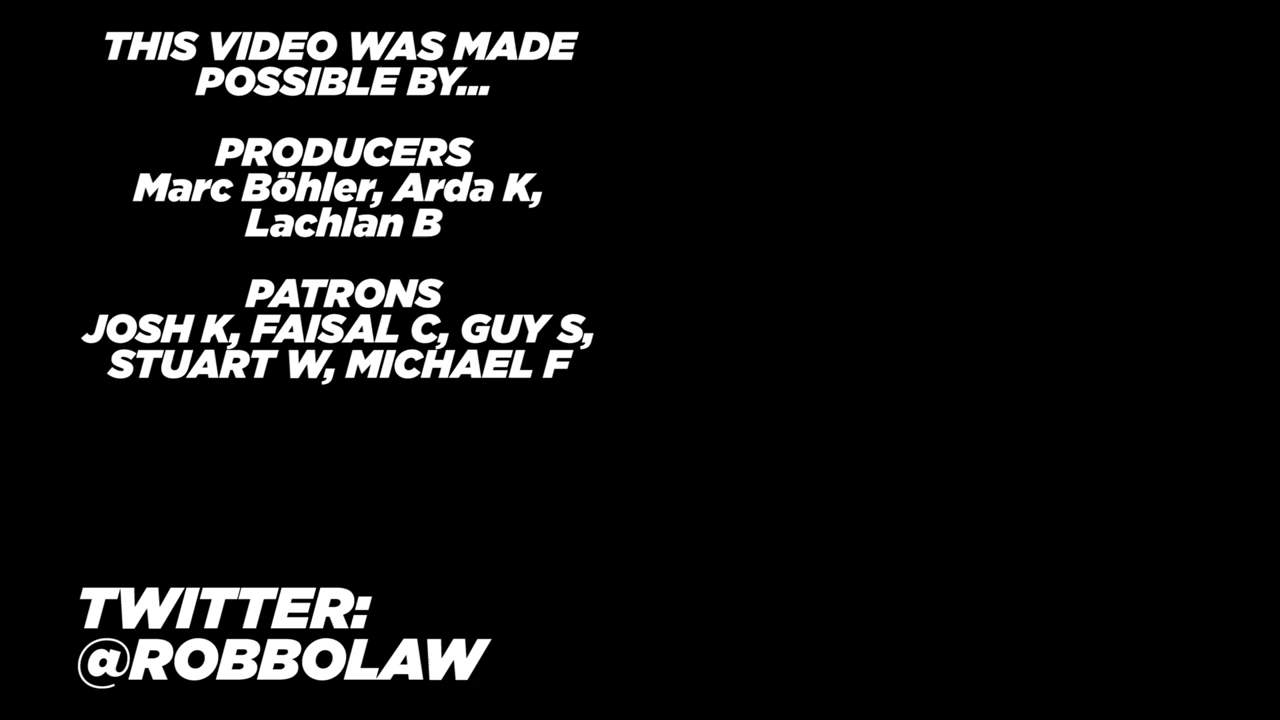 THIS VIDEO WAS MADE
POSSIBLE BY...
PRODUCERS
Marc Böhler, Arda K,
Lachlan B
PATRONS
JOSH K, FAISAL C, GUY S,
STUART W, MICHAEL F
TWITTER:
@ROBBOLAW